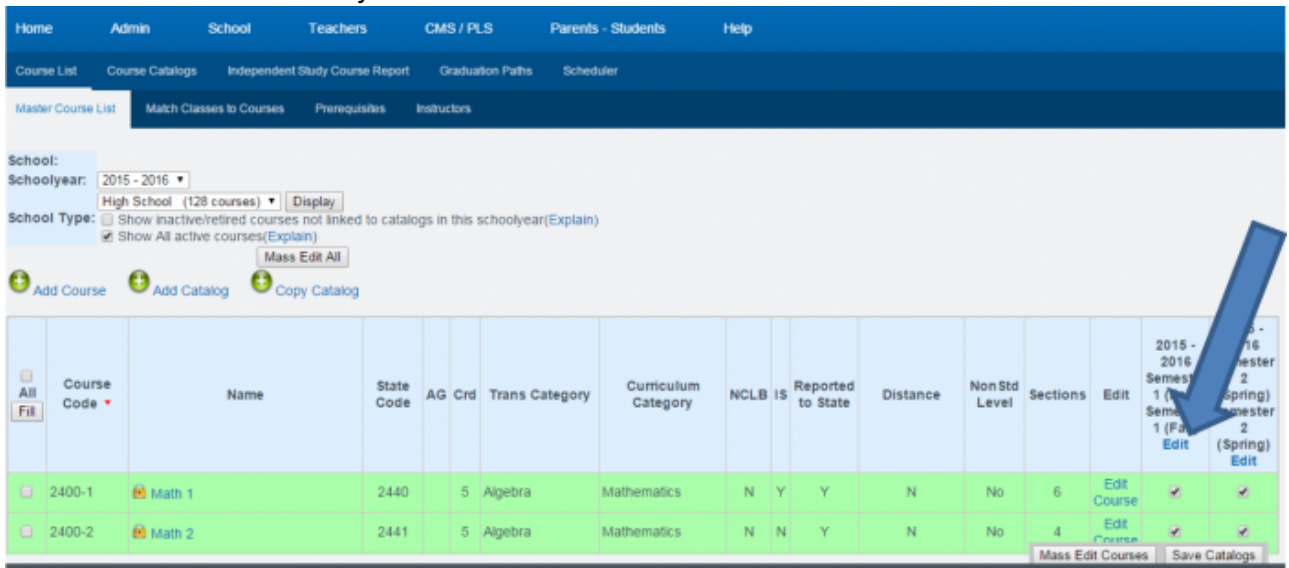 Home Admin School Teachers CMS / PLS Parents - Students Help
Course List Course Catalogs Independent Study Course Report Graduation Paths Scheduler
Master Course List Match Classes to Courses Prerequisites Instructors
School:
Schoolyear: 2015 - 2016
High School (128 courses) Display
School Type: Show inactive/retired courses not linked to catalogs in this schoolyear(Explain)
Show All active courses(Explain)
Mass Edit All
Add Course Add Catalog Copy Catalog
All Fill Course Code Name State Code AG Crd Trans Category Curriculum Category NCLB IS Reported to State Distance Non Std Level Sections Edit 2015 - 2016 1 1 Edit 2 2 (Spring) Edit
2400-1 Math 1 2440 5 Algebra Mathematics N Y Y N No 6 Edit Course
2400-2 Math 2 2441 5 Algebra Mathematics N N Y N No 4 Edit Course
Mass Edit Courses Save Catalogs